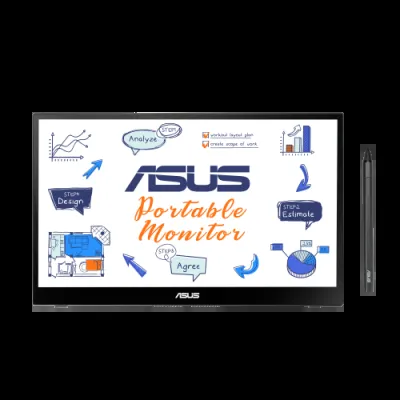 STEP1
Analyze
workout layout plan
create scope of work
STEP4
Design
ASUS
Portable
Monitor
STEP2
Estimate
STEP3
Agree
ASUS